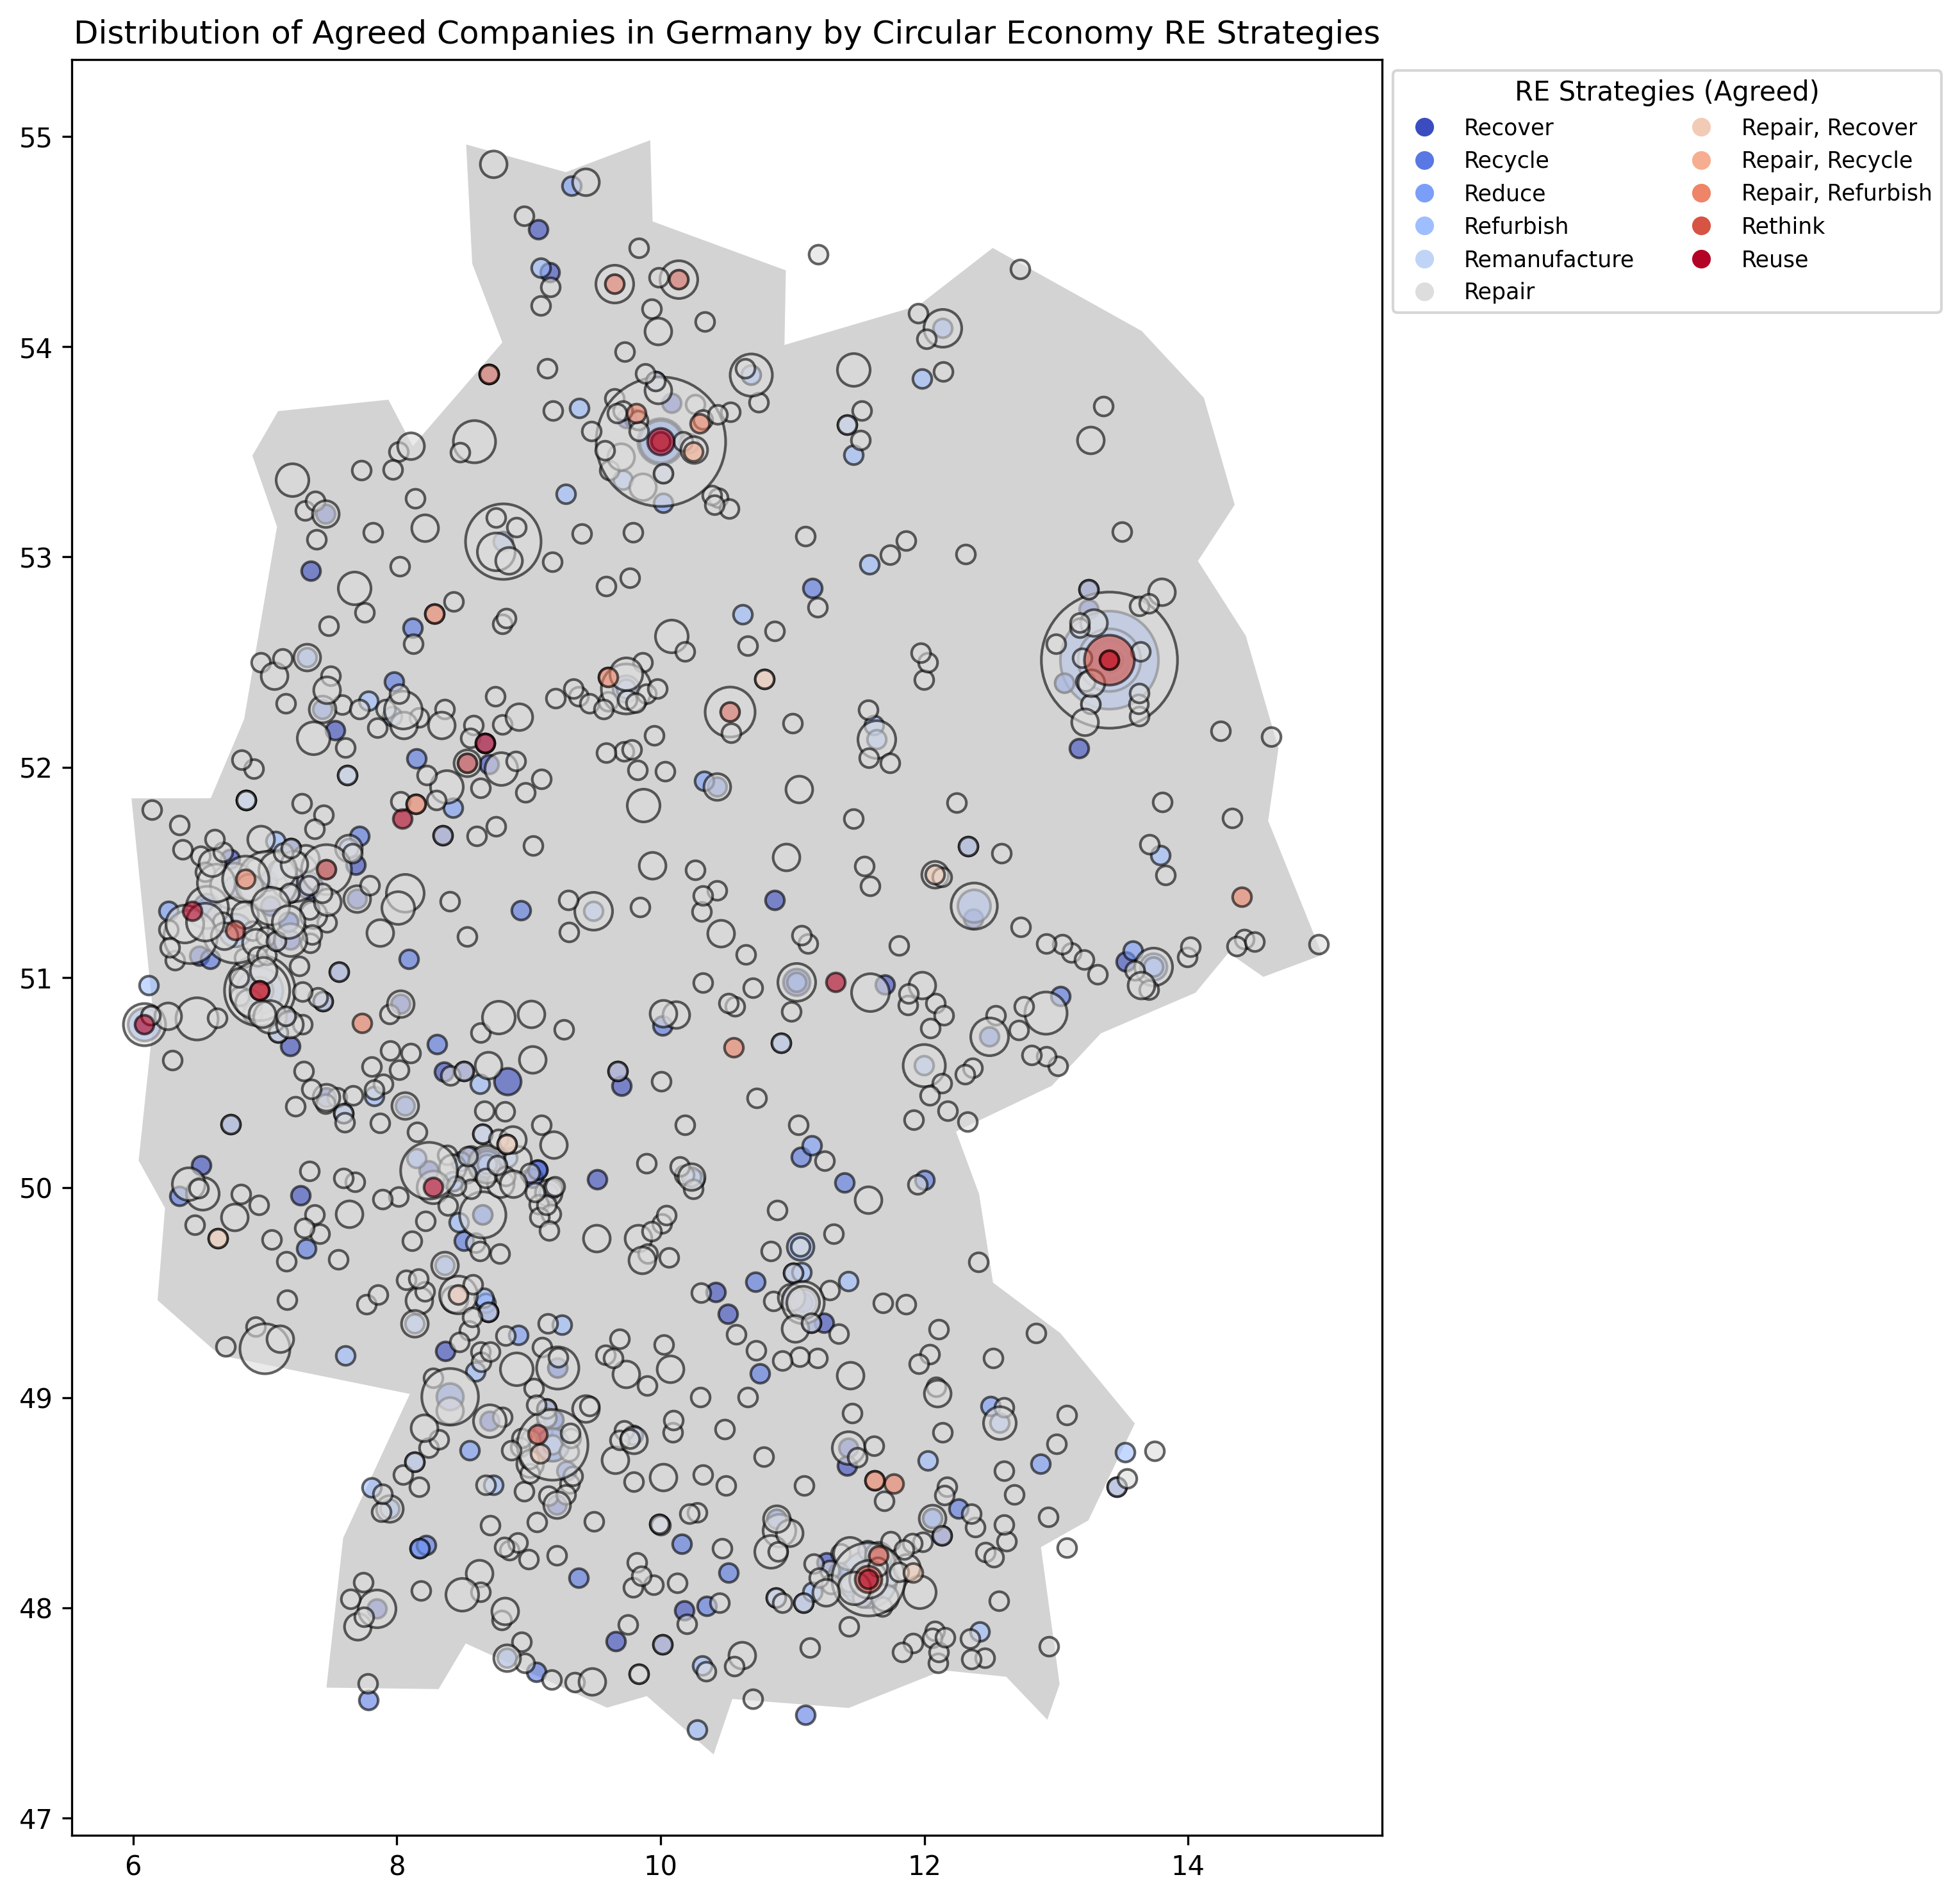 Distribution of Agreed Companies in Germany by Circular Economy RE Strategies
RE Strategies (Agreed)
Recover
Recycle
Reduce
Refurbish
Remanufacture
Repair
Repair, Recover
Repair, Recycle
Repair, Refurbish
Rethink
Reuse
55
54
53
52
51
50
49
48
47
6 8 10 12 14